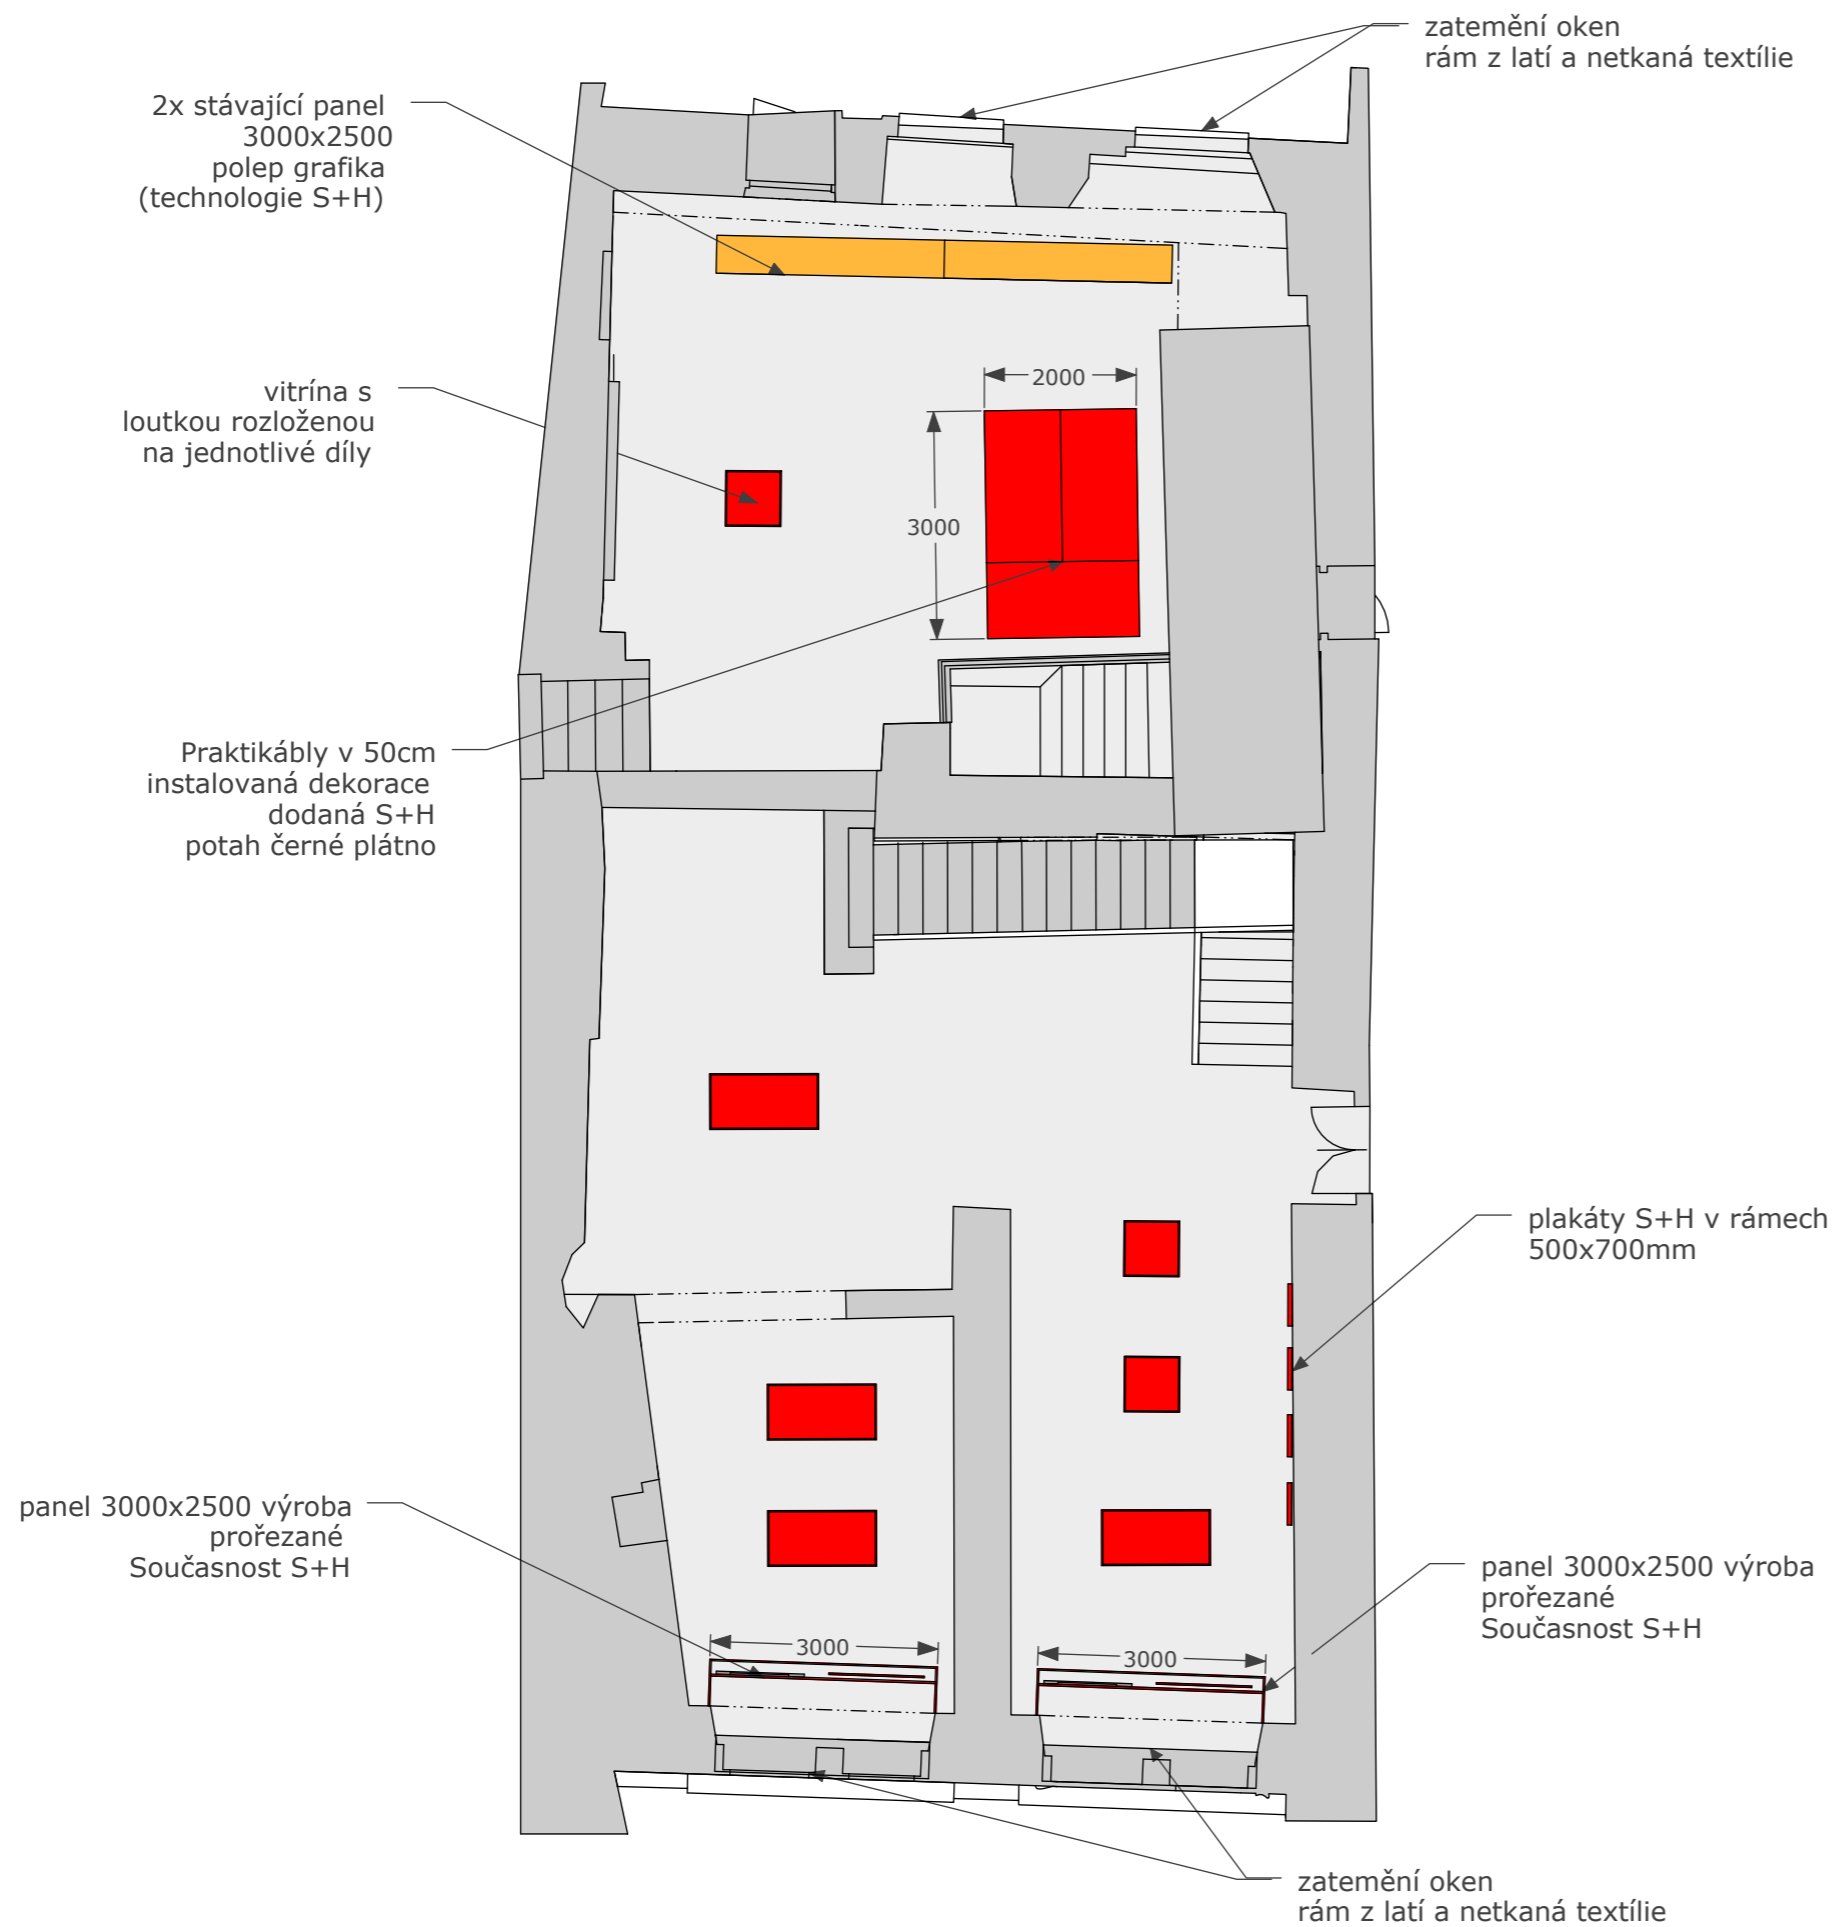 zatemění oken
rám z latí a netkaná textílie
2x stávající panel
3000x2500
polep grafika
(technologie S+H)
vitrína s
loutkou rozloženou
na jednotlivé díly
2000
3000
Praktikábly v 50cm
instalovaná dekorace
dodaná S+H
potah černé plátno
plakáty S+H v rámech
500x700mm
panel 3000x2500 výroba
prořezané
Současnost S+H
panel 3000x2500 výroba
prořezané
Současnost S+H
3000
3000
zatemění oken
rám z latí a netkaná textílie